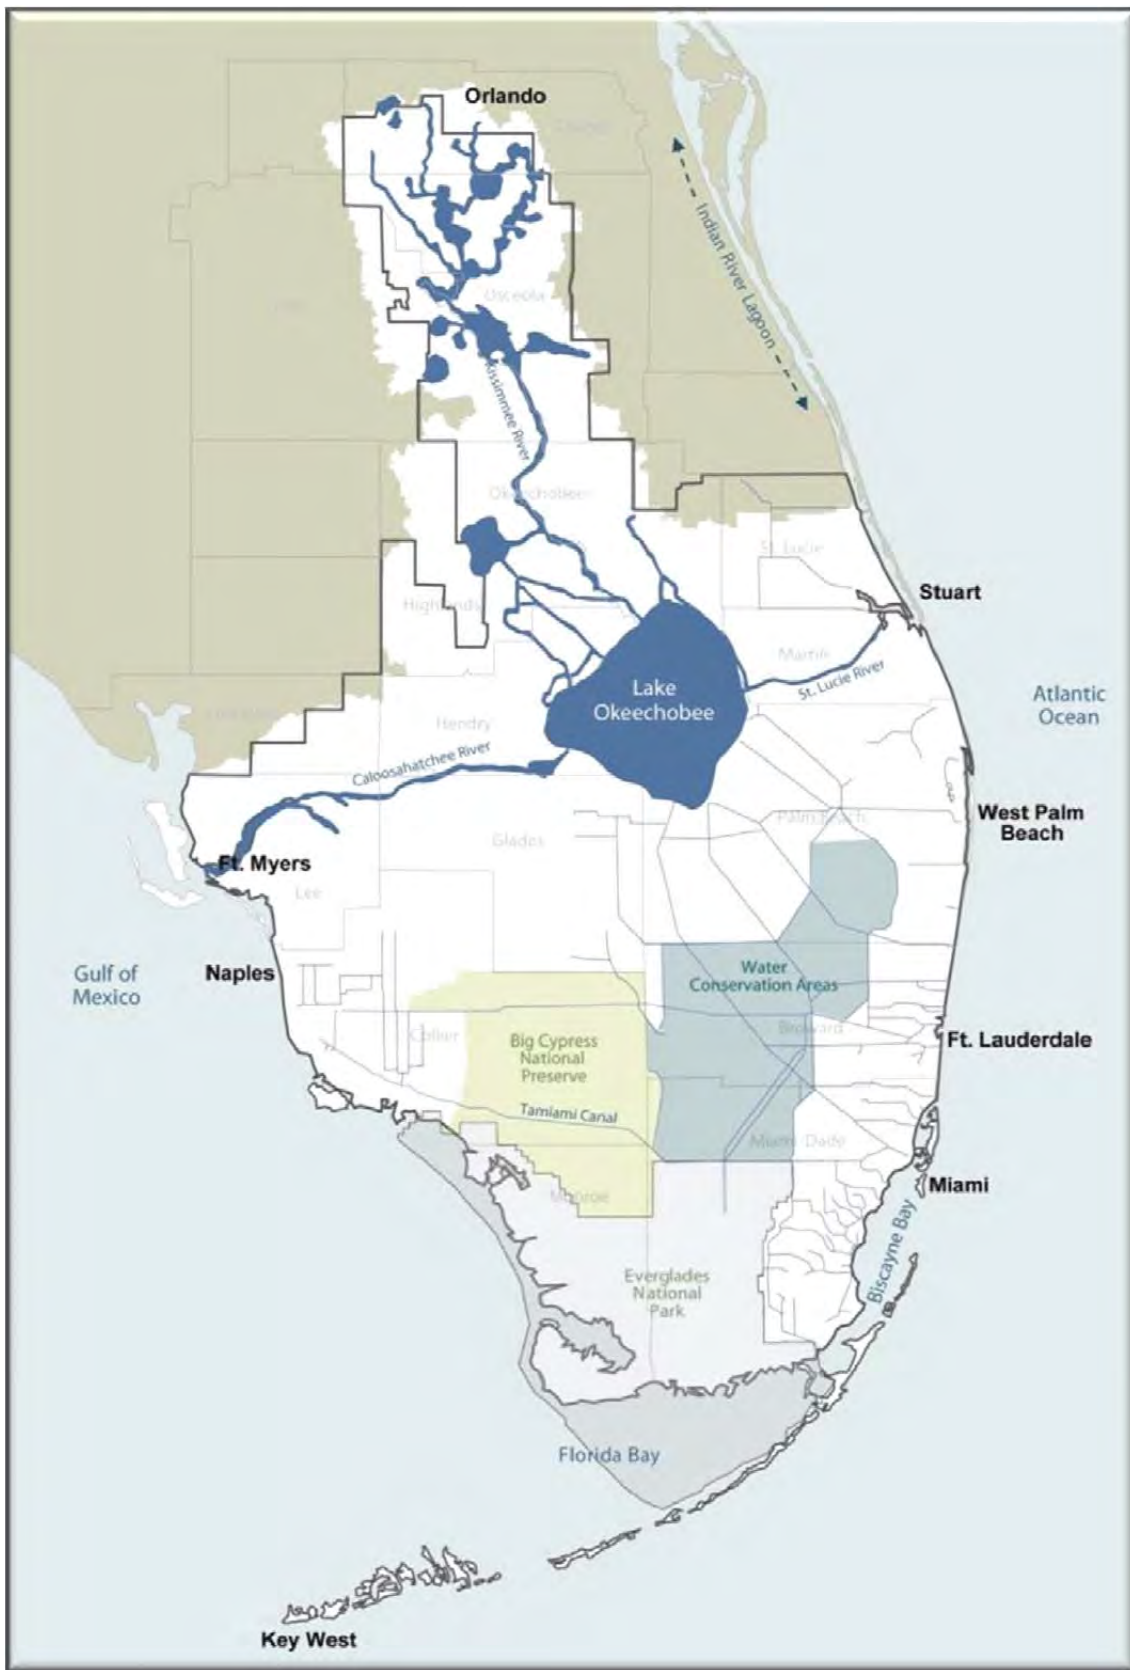 Orlando
Indian River Lagoon
Osceola
Kissimmee River
Okeechobee
St. Lucie
Stuart
Highlands
Martin
St. Lucie River
Lake
Okeechobee
Atlantic
Ocean
Hendry
Caloosahatchee River
West Palm
Beach
Palm Beach
Glades
Ft. Myers
Lee
Gulf of
Mexico
Naples
Water
Conservation Areas
Collier
Big Cypress
National
Preserve
Broward
Ft. Lauderdale
Tamiami Canal
Miami Dade
Miami
Monroe
Biscayne Bay
Everglades
National
Park
Florida Bay
Key West